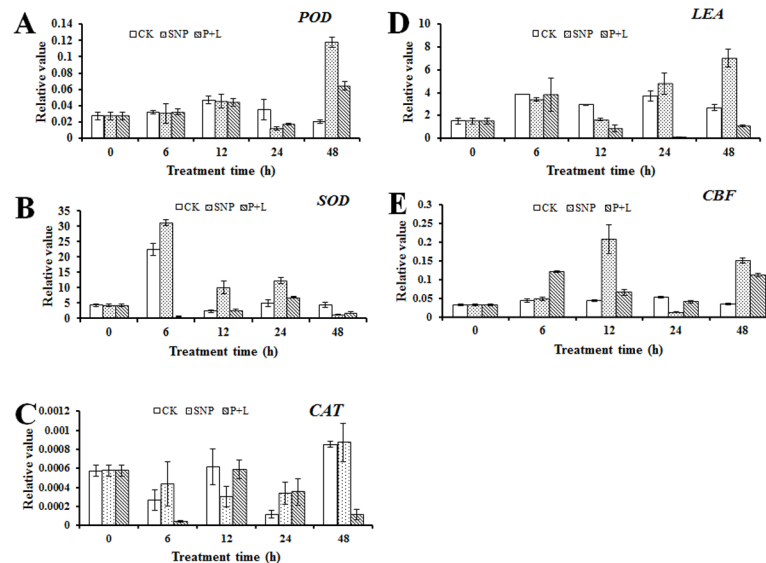 A
POD
CK SNP P+L
Relative value
0.14
0.12
0.1
0.08
0.06
0.04
0.02
0
0 6 12 24 48
Treatment time (h)
B
SOD
CK SNP P+L
Relative value
35
30
25
20
15
10
5
0
0 6 12 24 48
Treatment time (h)
C
CAT
CK SNP P+L
Relative value
0.0012
0.001
0.0008
0.0006
0.0004
0.0002
0
0 6 12 24 48
Treatment time (h)
D
LEA
CK SNP P+L
Relative value
10
8
6
4
2
0
0 6 12 24 48
Treatment time (h)
E
CBF
CK SNP P+L
Relative value
0.3
0.25
0.2
0.15
0.1
0.05
0
0 6 12 24 48
Treatment time (h)